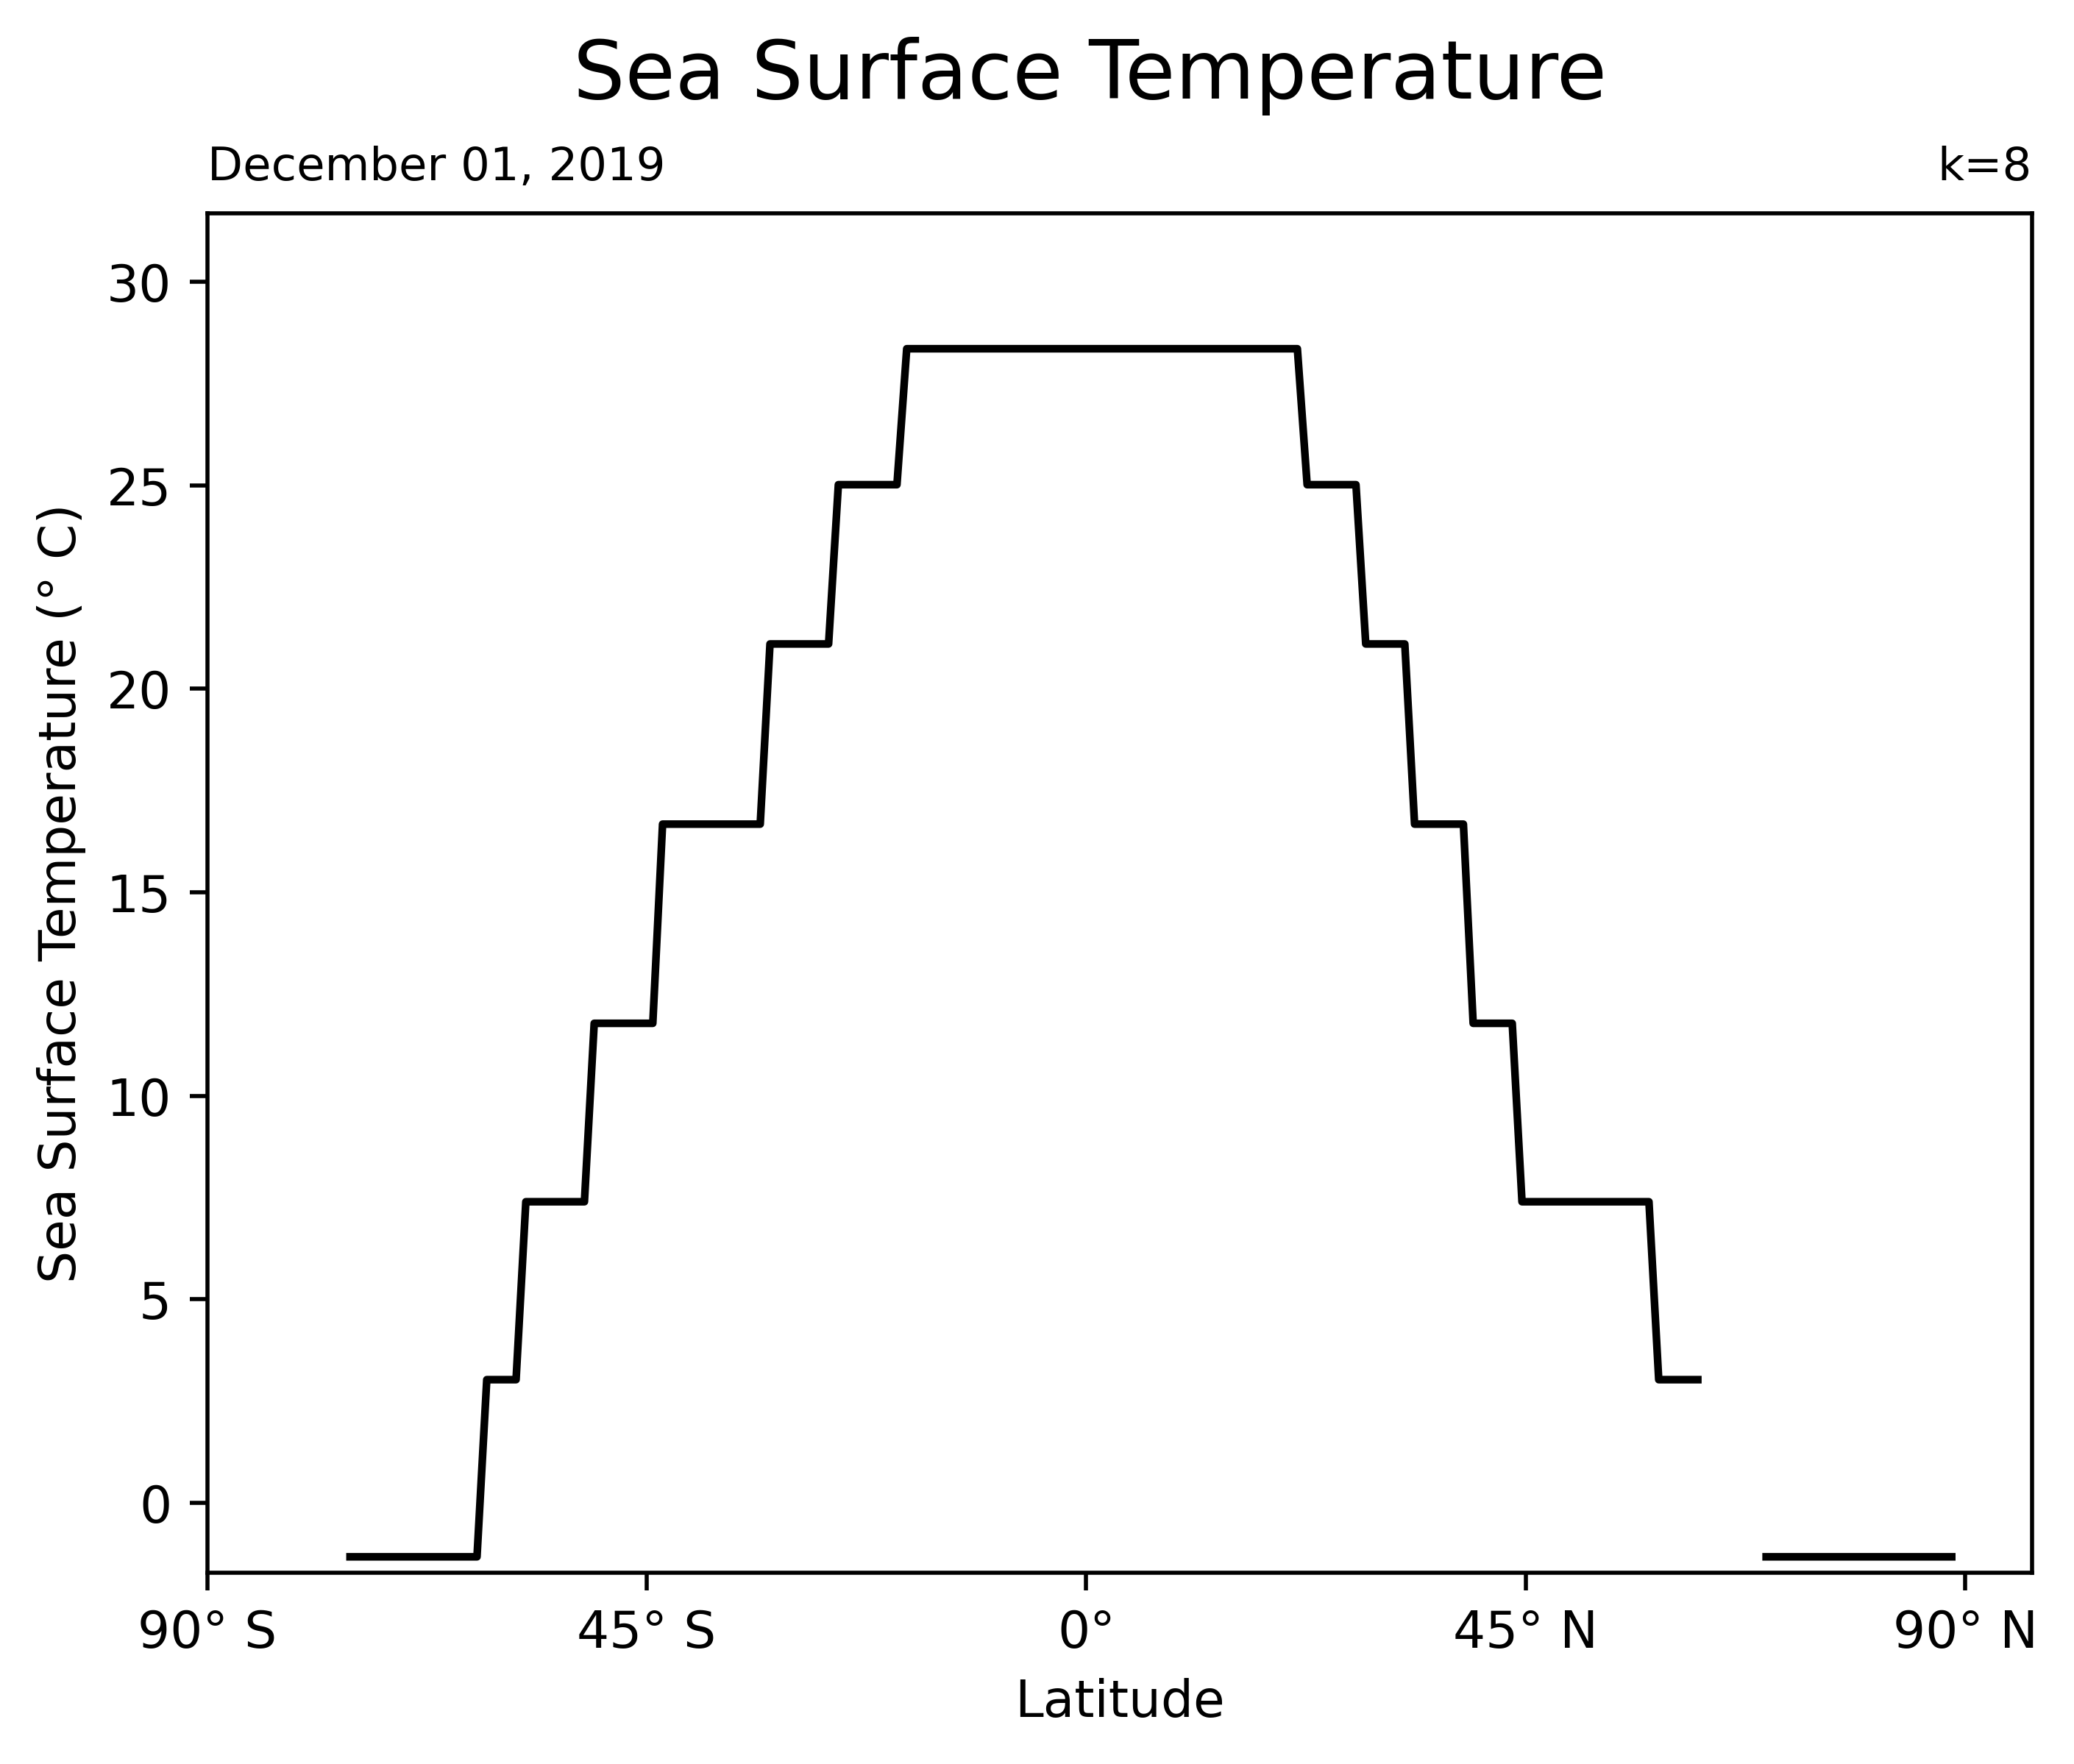 Sea Surface Temperature
December 01, 2019
k=8
Sea Surface Temperature (° C)
30
25
20
15
10
5
0
90° S
45° S
0°
45° N
90° N
Latitude